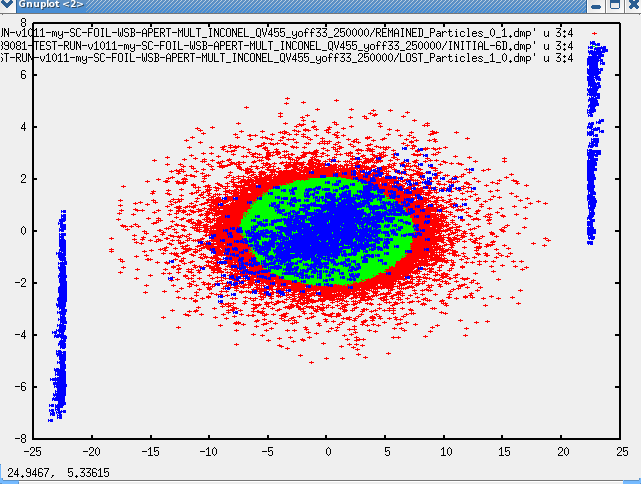 Gnuplot <2>
UN-v1011-my-SC-FOIL-WSB-APERT-MULT_INCONEL_QV455_yoff33_250000/REMAINED_Particles_0_1.dmp' u 3:4
39081-TEST-RUN-v1011-my-SC-FOIL-WSB-APERT-MULT_INCONEL_QV455_yoff33_250000/INITIAL-6D.dmp' u 3:4
ST-RUN-v1011-my-SC-FOIL-WSB-APERT-MULT_INCONEL_QV455_yoff33_250000/LOST_Particles_1_0.dmp' u 3:4
8
6
4
2
0
-2
-4
-6
-8
-25 -20 -15 -10 -5 0 5 10 15 20 25
24.9467, 5.33615